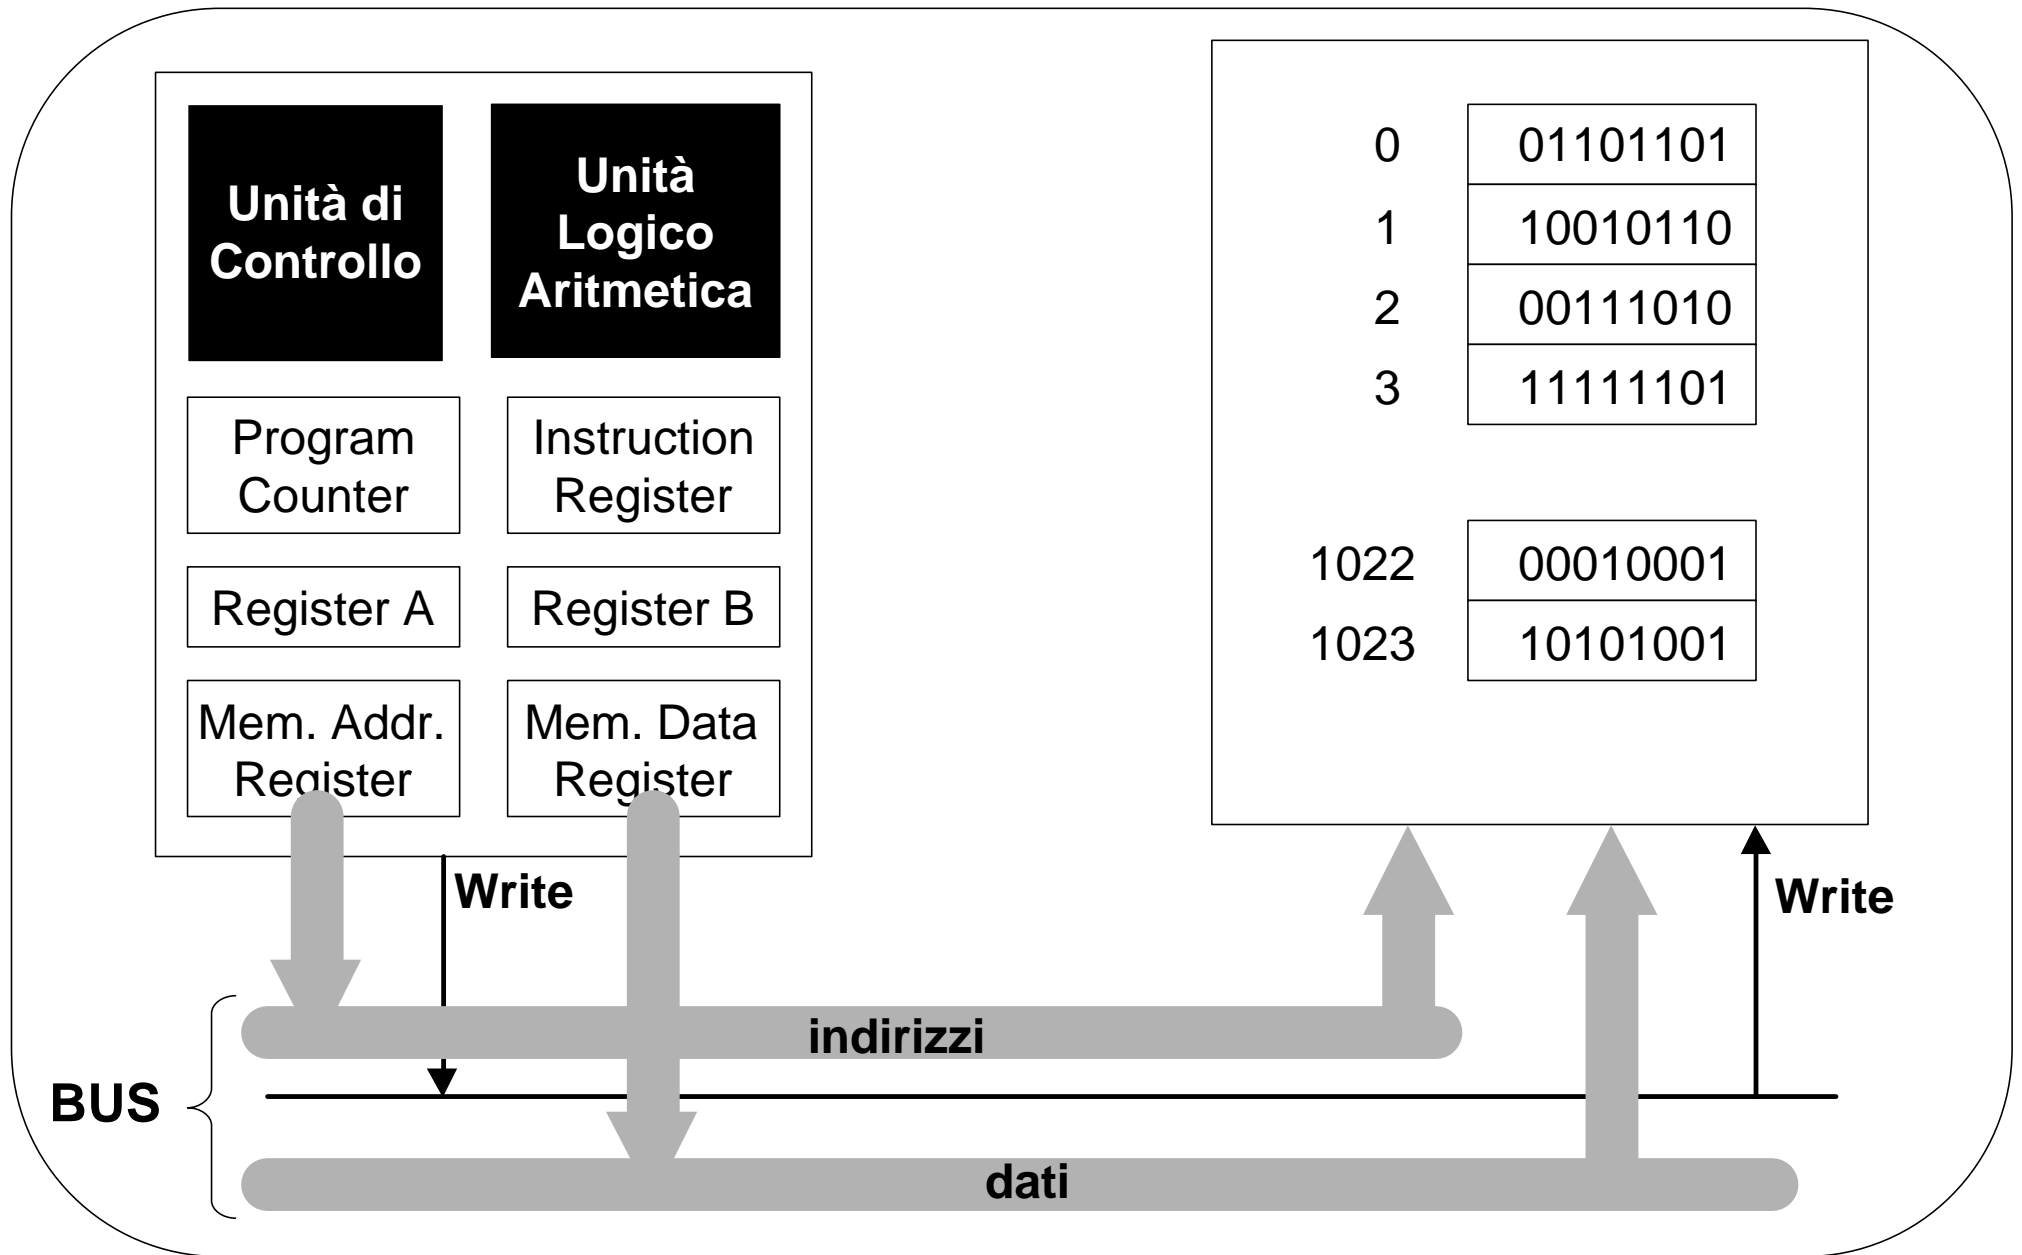 Unità di
Controllo
Unità
Logico
Aritmetica
Program
Counter
Instruction
Register
Register A
Register B
Mem. Addr.
Register
Mem. Data
Register
0 01101101
1 10010110
2 00111010
3 11111101
1022 00010001
1023 10101001
Write
Write
indirizzi
BUS
dati